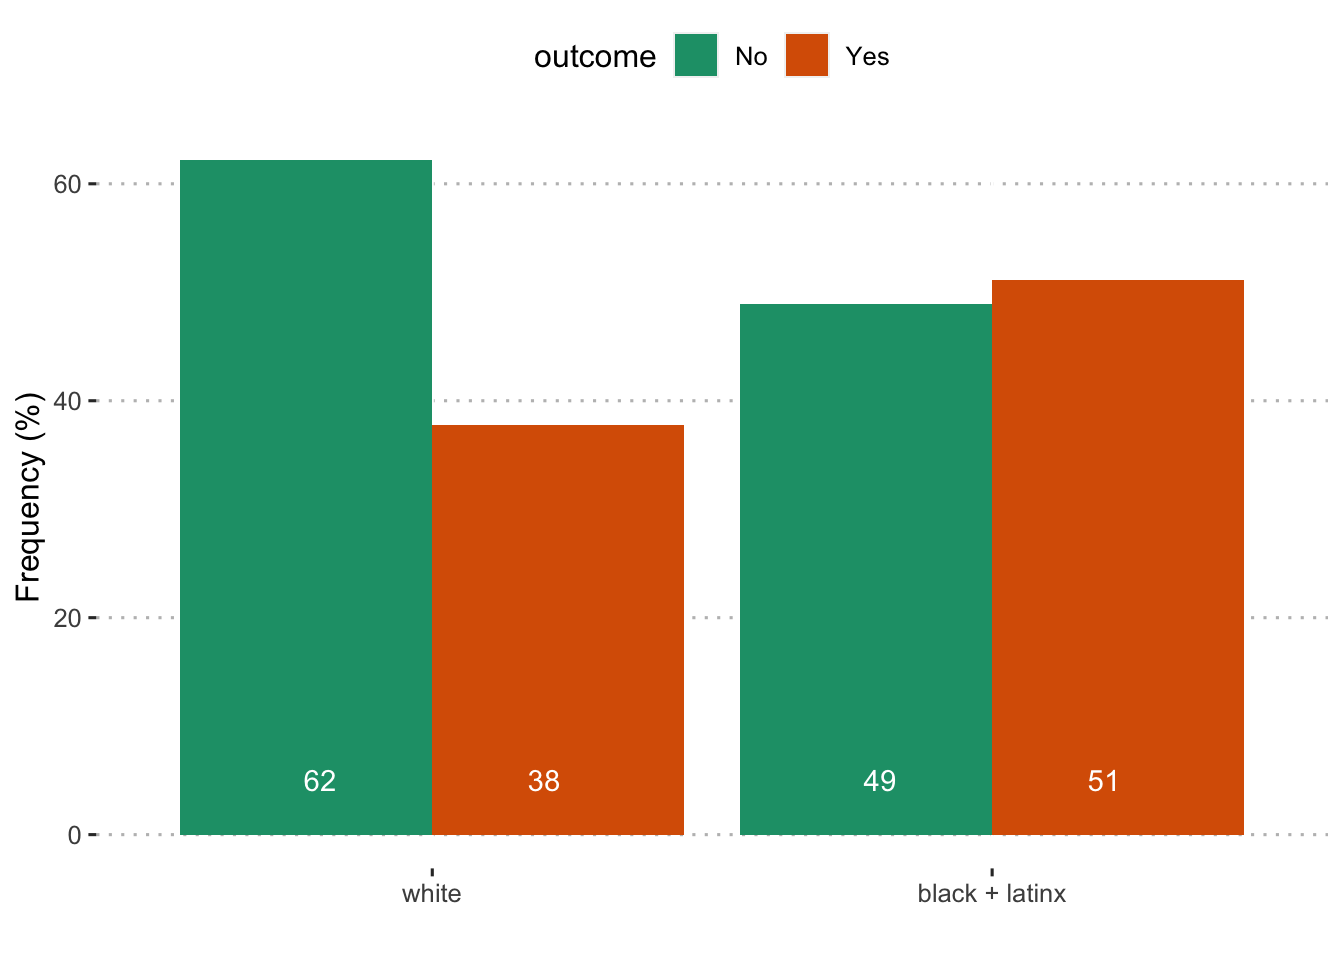 outcome No Yes
60
40
20
0
Frequency (%)
62 38 49 51
white black + latinx